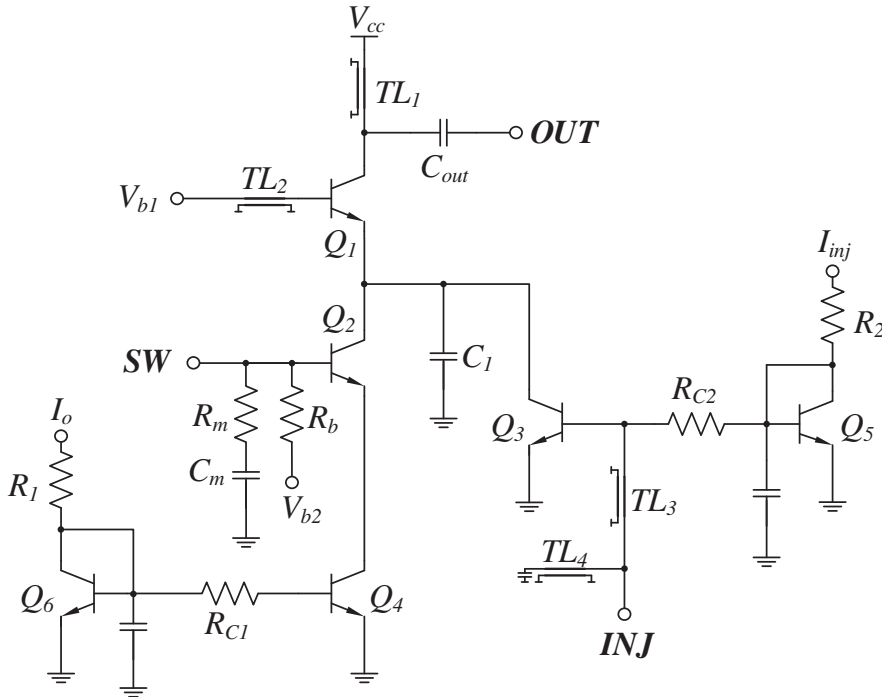 Vcc
TL1
OUT
Cout
TL2
Vb1
Q1
Iinj
Q2
R2
SW
C1
RC2
Rm
Rb
Q3
Q5
Io
Cm
R1
Vb2
TL3
TL4
Q6
RC1
Q4
INJ